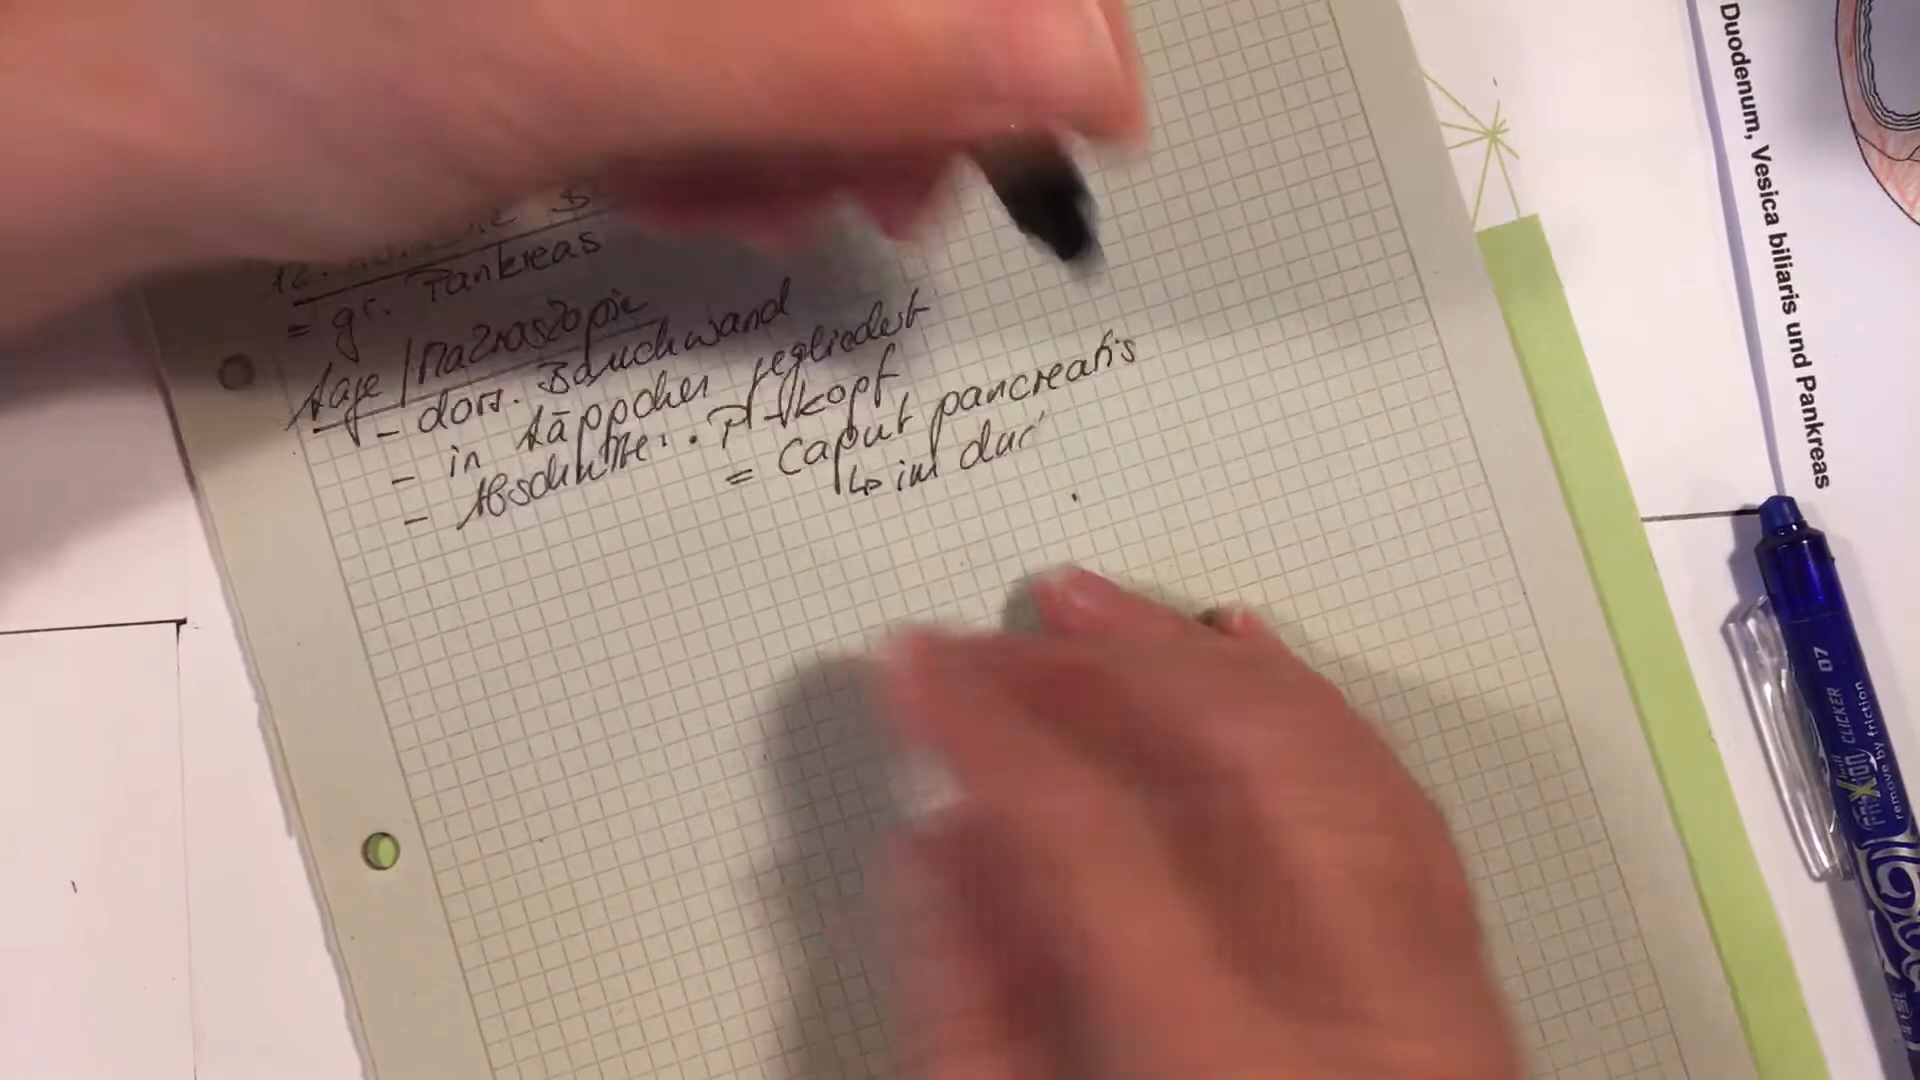 = gr. Pankreas
Lage / Makroskopie
- dors. Bauchwand
- in Läppchen gegliedert
- Abschnitte: • P-kopf
= caput pancreatis
↳ im duo
Duodenum, Vesica biliaris und Pankreas
FRiXion CLICKER 07
remove by friction